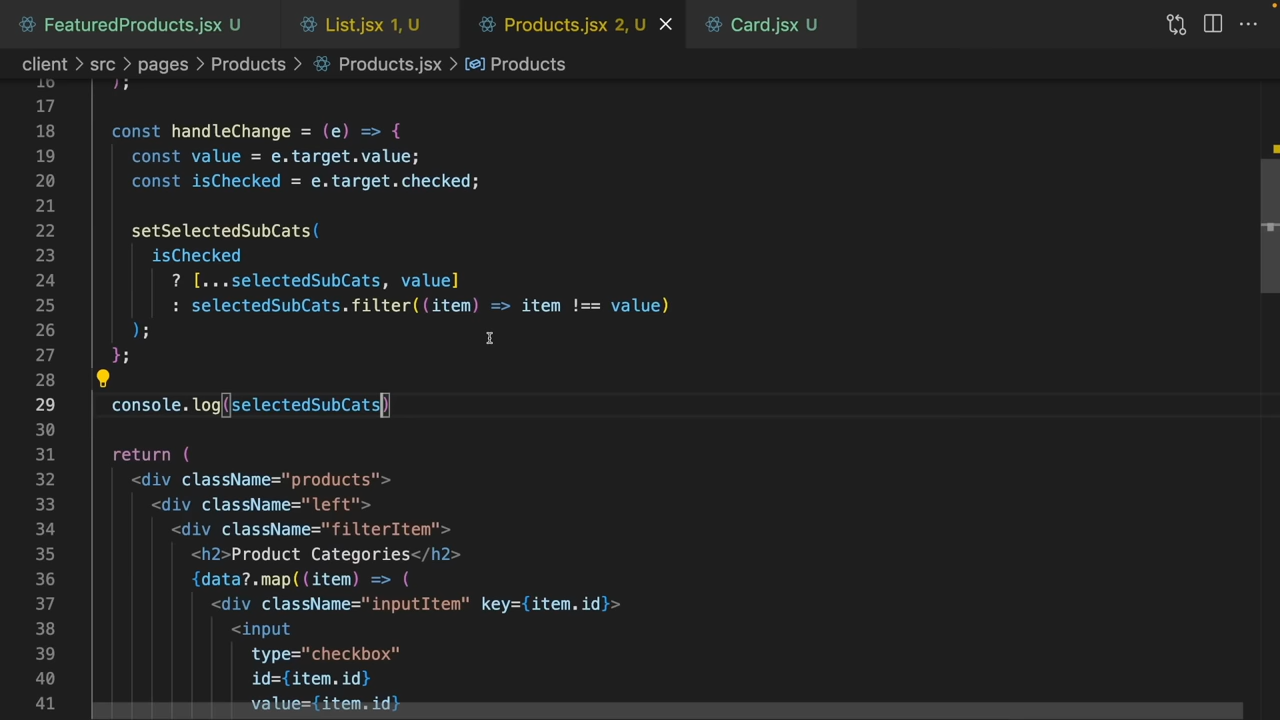 FeaturedProducts.jsx U List.jsx 1, U Products.jsx 2, U Card.jsx U
client > src > pages > Products > Products.jsx > Products
16 );
17
18 const handleChange = (e) => {
19 const value = e.target.value;
20 const isChecked = e.target.checked;
21
22 setSelectedSubCats(
23 isChecked
24 ? [...selectedSubCats, value]
25 : selectedSubCats.filter((item) => item !== value)
26 );
27 };
28
29 console.log(selectedSubCats)
30
31 return (
32 <div className="products">
33 <div className="left">
34 <div className="filterItem">
35 <h2>Product Categories</h2>
36 {data?.map((item) => (
37 <div className="inputItem" key={item.id}>
38 <input
39 type="checkbox"
40 id={item.id}
41 value={item.id}